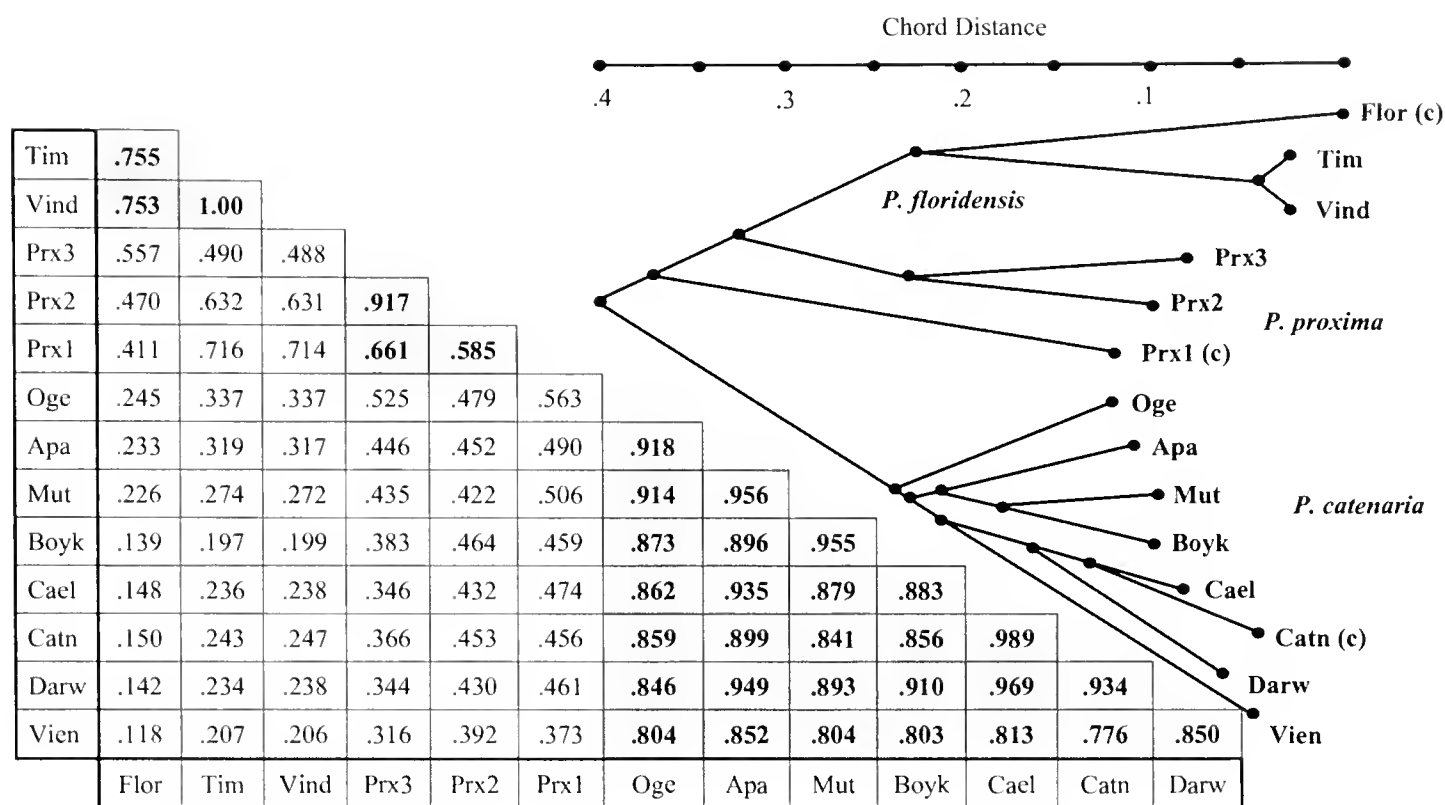 Chord Distance
.4 .3 .2 .1
Flor (c)
Tim
Vind
P. floridensis
Prx3
Prx2
P. proxima
Prx1 (c)
Oge
Apa
Mut
P. catenaria
Boyk
Cael
Catn (c)
Darw
Vien
Tim .755
Vind .753 1.00
Prx3 .557 .490 .488
Prx2 .470 .632 .631 .917
Prx1 .411 .716 .714 .661 .585
Oge .245 .337 .337 .525 .479 .563
Apa .233 .319 .317 .446 .452 .490 .918
Mut .226 .274 .272 .435 .422 .506 .914 .956
Boyk .139 .197 .199 .383 .464 .459 .873 .896 .955
Cael .148 .236 .238 .346 .432 .474 .862 .935 .879 .883
Catn .150 .243 .247 .366 .453 .456 .859 .899 .841 .856 .989
Darw .142 .234 .238 .344 .430 .461 .846 .949 .893 .910 .969 .934
Vien .118 .207 .206 .316 .392 .373 .804 .852 .804 .803 .813 .776 .850
Flor Tim Vind Prx3 Prx2 Prx1 Oge Apa Mut Boyk Cael Catn Darw